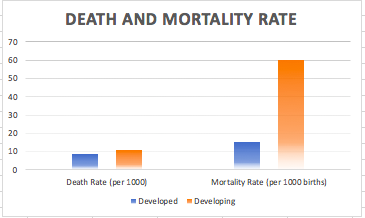 DEATH AND MORTALITY RATE
70
60
50
40
30
20
10
0
Death Rate (per 1000)
Mortality Rate (per 1000 births)
Developed
Developing